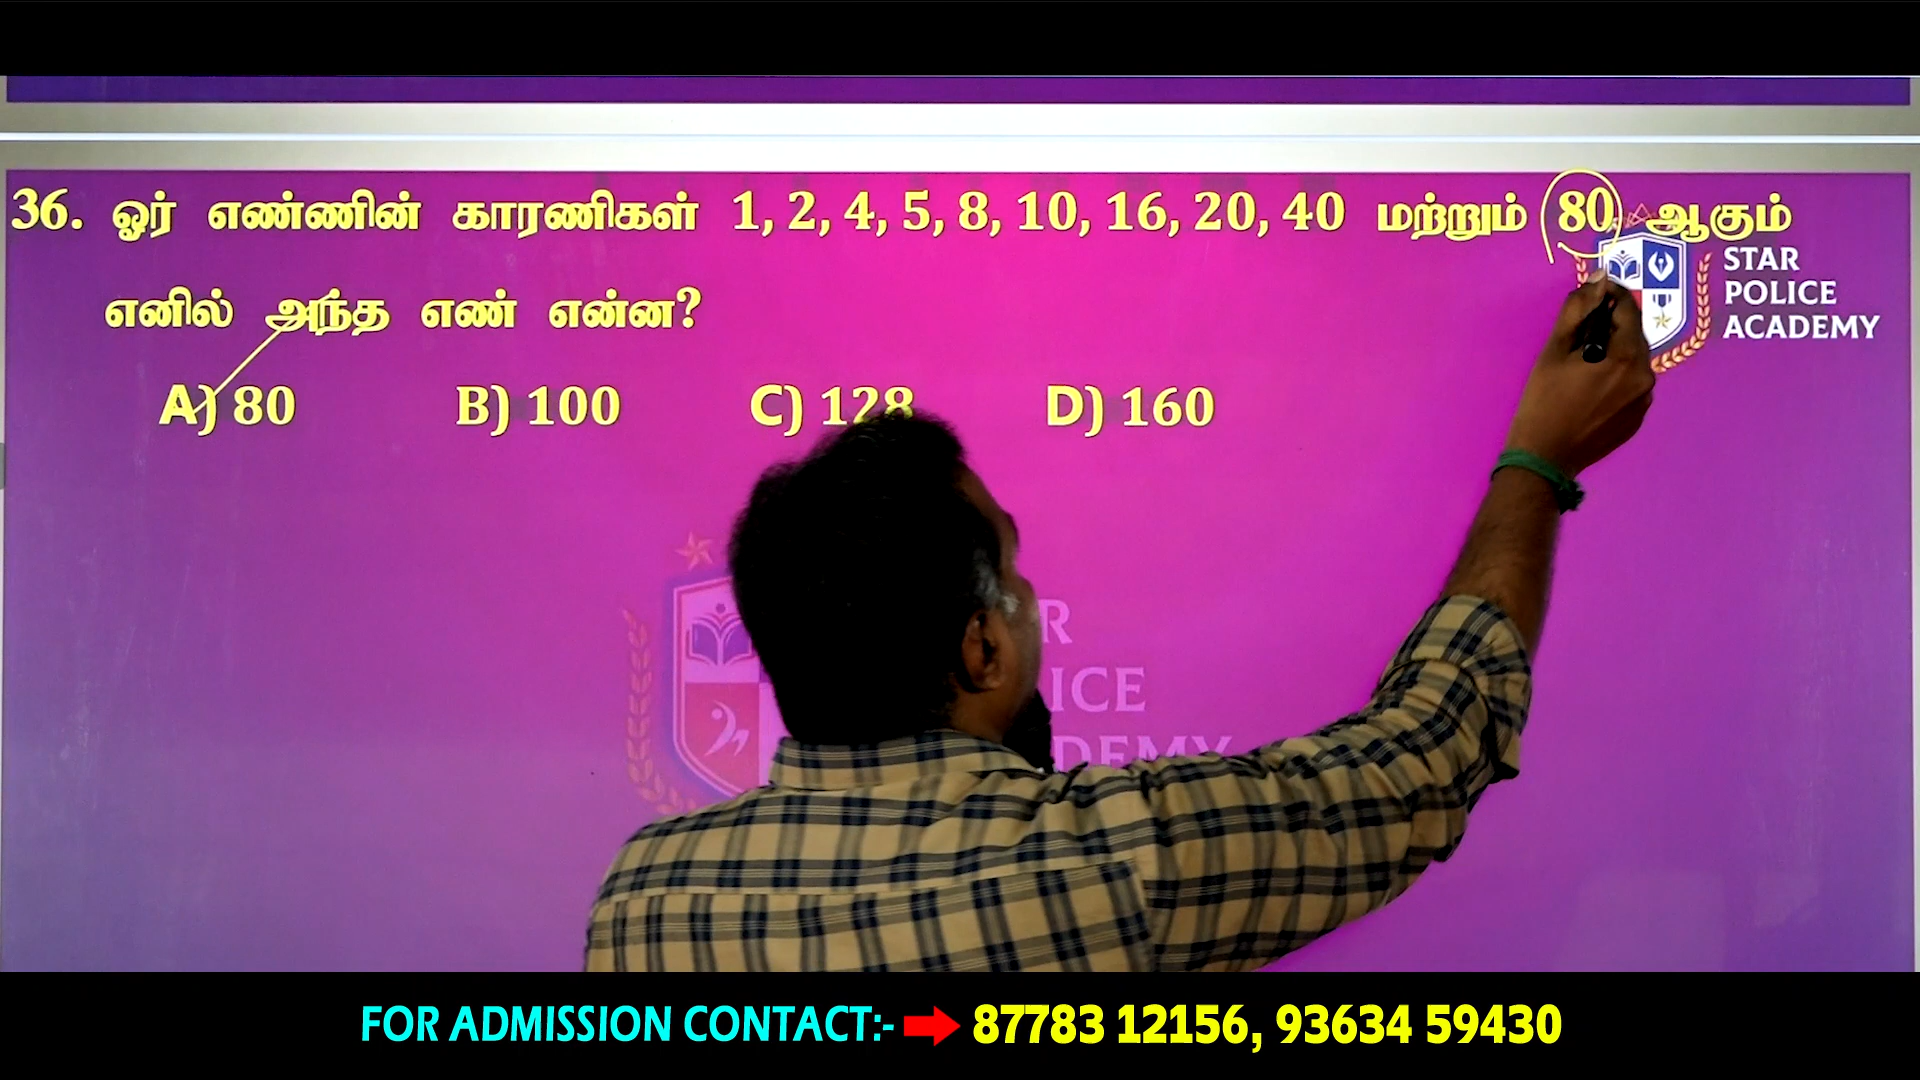 36. ஓர் எண்ணின் காரணிகள் 1, 2, 4, 5, 8, 10, 16, 20, 40 மற்றும் 80 ஆகும்
எனில் அந்த எண் என்ன?
STAR
POLICE
ACADEMY
A) 80 B) 100 C) 128 D) 160
FOR ADMISSION CONTACT:- 87783 12156, 93634 59430